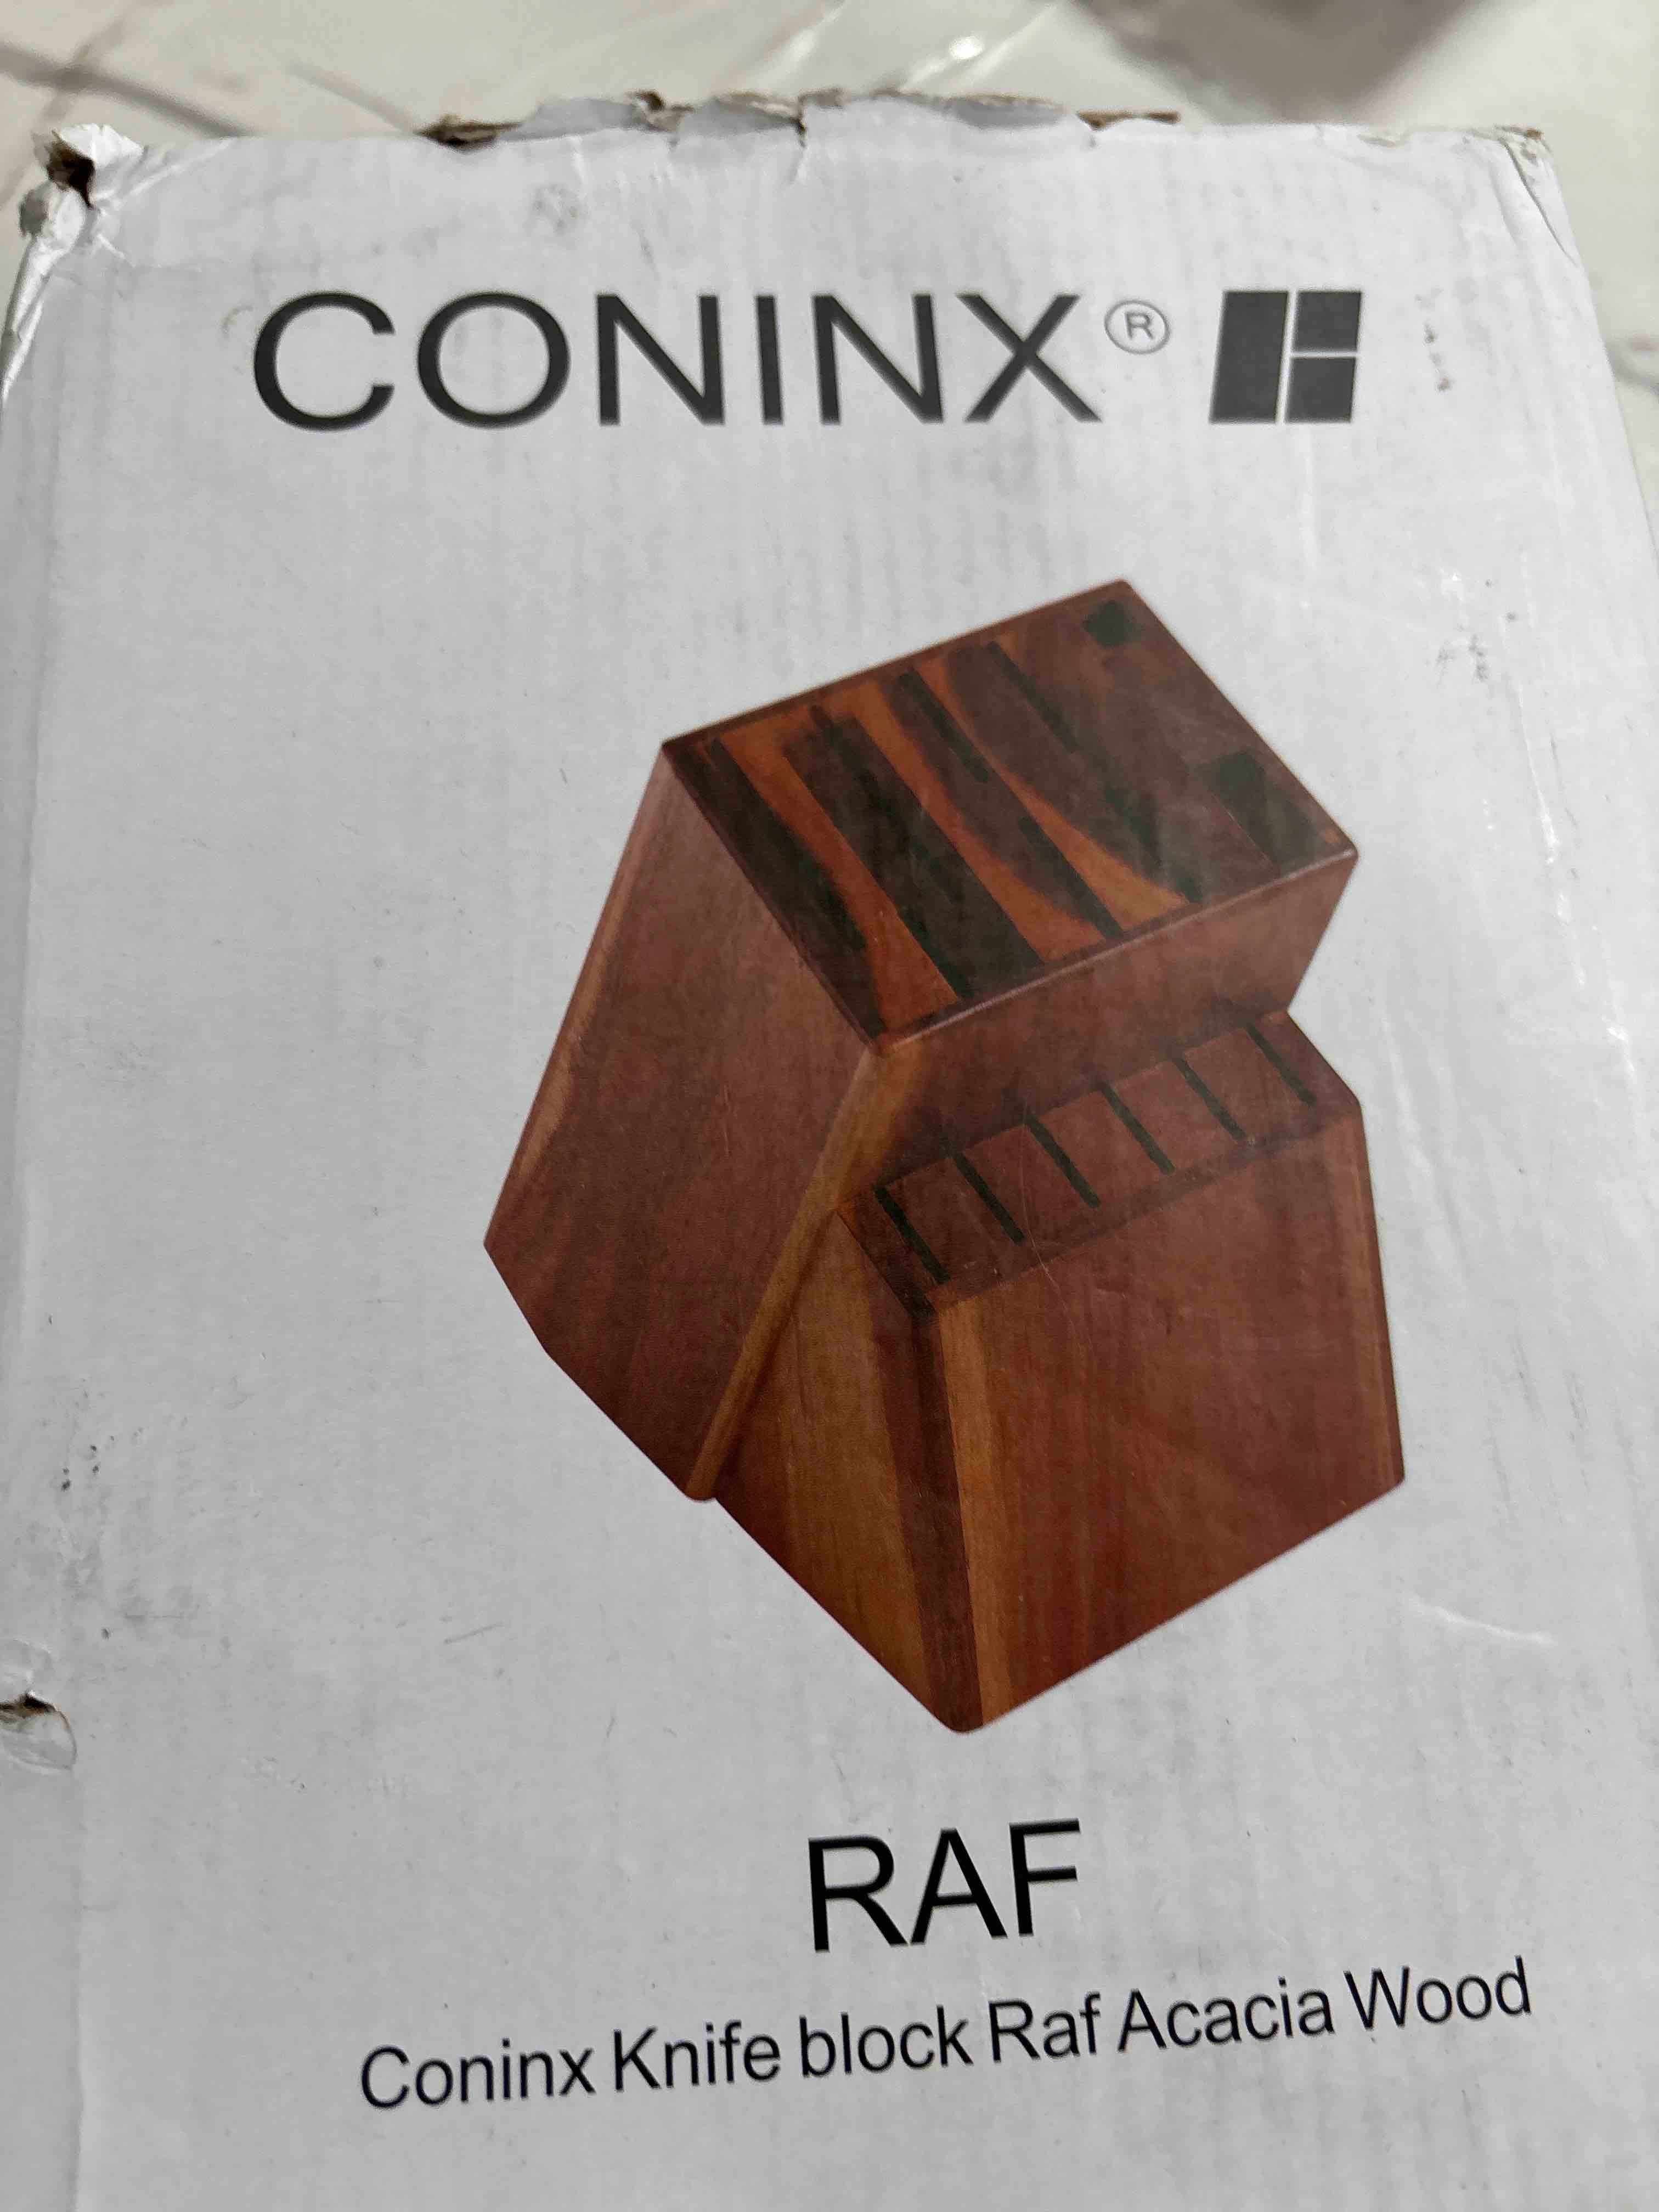 CONINX®
RAF
Coninx Knife block Raf Acacia Wood